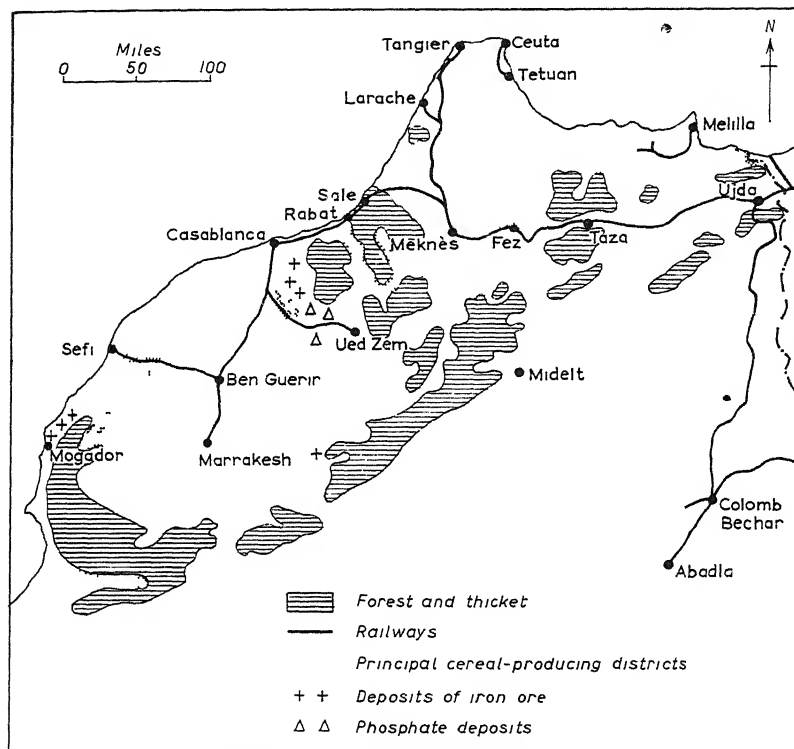 Miles
0 50 100
N
Tangier
Ceuta
Tetuan
Larache
Melilla
Sale
Rabat
Ujda
Casablanca
Mēknès
Fez
Taza
Sefi
Ued Zem
Ben Guerir
Midelt
Mogador
Marrakesh
Colomb
Bechar
Abadla
Forest and thicket
Railways
Principal cereal-producing districts
Deposits of iron ore
Phosphate deposits